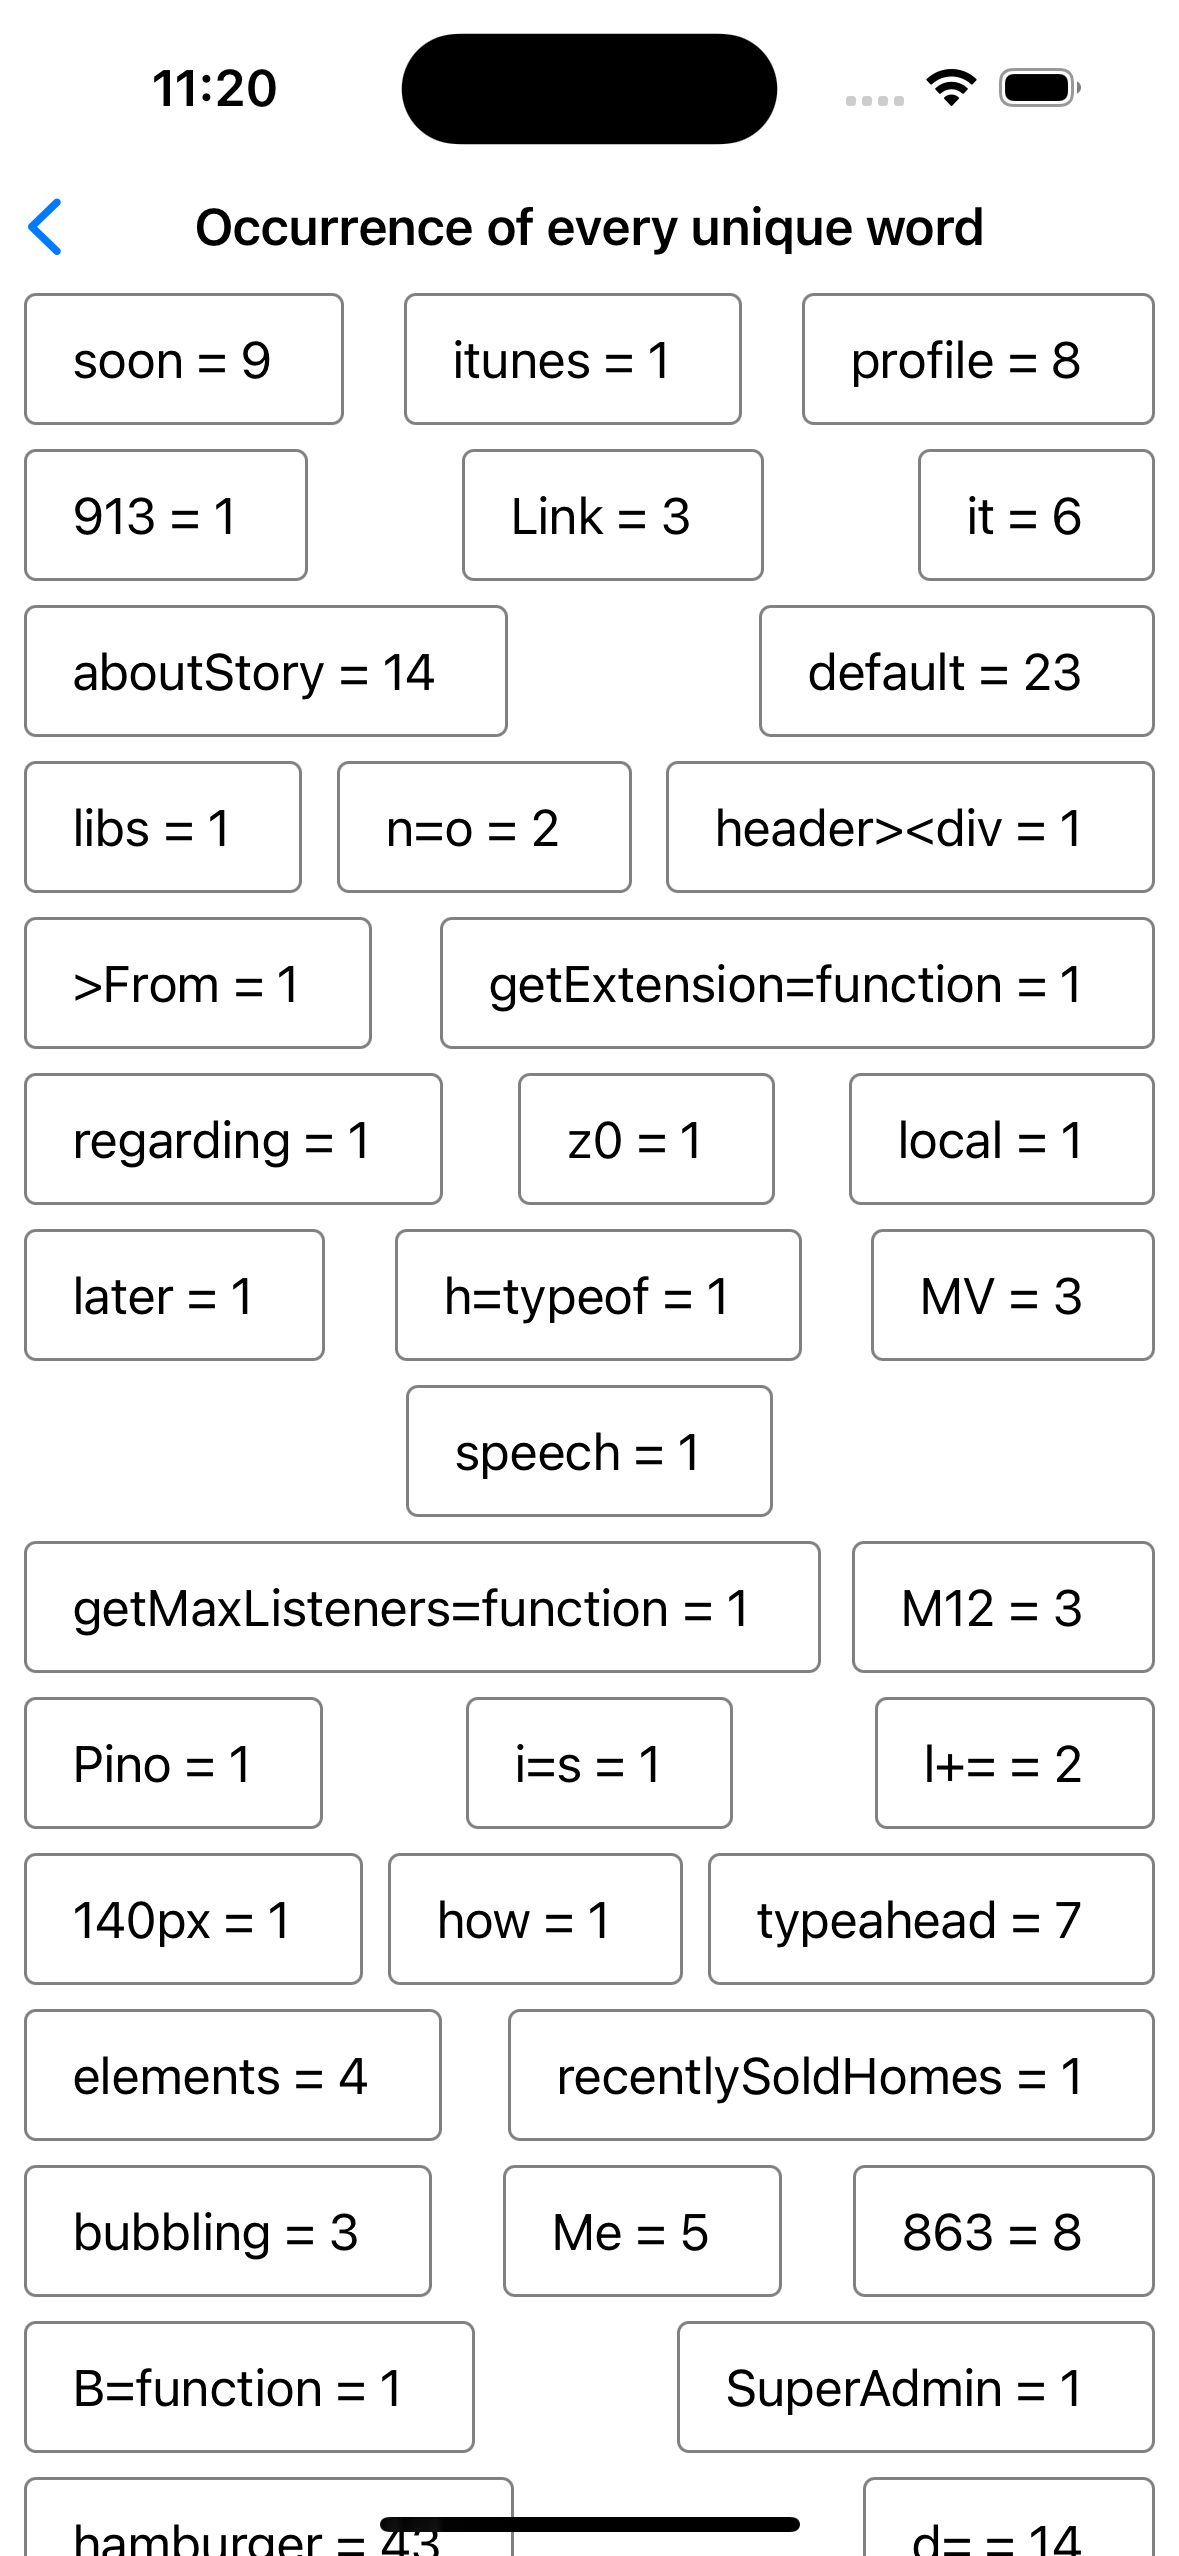 11:20
Occurrence of every unique word
soon = 9 itunes = 1 profile = 8
913 = 1 Link = 3 it = 6
aboutStory = 14 default = 23
libs = 1 n=o = 2 header><div = 1
>From = 1 getExtension=function = 1
regarding = 1 z0 = 1 local = 1
later = 1 h=typeof = 1 MV = 3
speech = 1
getMaxListeners=function = 1 M12 = 3
Pino = 1 i=s = 1 l+= = 2
140px = 1 how = 1 typeahead = 7
elements = 4 recentlySoldHomes = 1
bubbling = 3 Me = 5 863 = 8
B=function = 1 SuperAdmin = 1
hamburger = 43 d= = 14